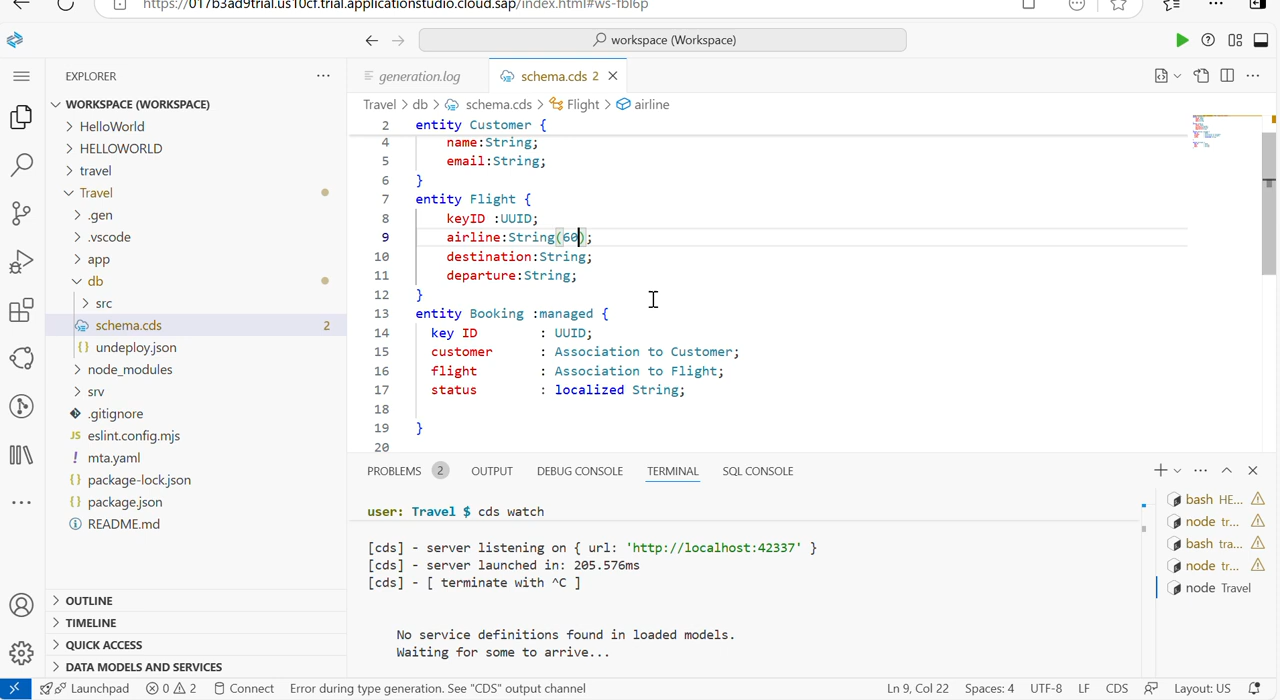 https://017b3ad9trial.us10cf.trial.applicationstudio.cloud.sap/index.html#ws-fbl6p
workspace (Workspace)
EXPLORER
WORKSPACE (WORKSPACE)
HelloWorld
HELLOWORLD
travel
Travel
.gen
.vscode
app
db
src
schema.cds 2
undeploy.json
node_modules
srv
.gitignore
eslint.config.mjs
mta.yaml
package-lock.json
package.json
README.md
OUTLINE
TIMELINE
QUICK ACCESS
DATA MODELS AND SERVICES
generation.log
schema.cds 2
Travel > db > schema.cds > Flight > airline
2 entity Customer {
4 name:String;
5 email:String;
6 }
7 entity Flight {
8 keyID :UUID;
9 airline:String(60);
10 destination:String;
11 departure:String;
12 }
13 entity Booking :managed {
14 key ID : UUID;
15 customer : Association to Customer;
16 flight : Association to Flight;
17 status : localized String;
18
19 }
20
PROBLEMS 2 OUTPUT DEBUG CONSOLE TERMINAL SQL CONSOLE
user: Travel $ cds watch
[cds] - server listening on { url: 'http://localhost:42337' }
[cds] - server launched in: 205.576ms
[cds] - [ terminate with ^C ]
No service definitions found in loaded models.
Waiting for some to arrive...
bash HE...
node tr...
bash tra...
node tr...
node Travel
Launchpad 0 2 Connect Error during type generation. See "CDS" output channel Ln 9, Col 22 Spaces: 4 UTF-8 LF CDS Layout: US